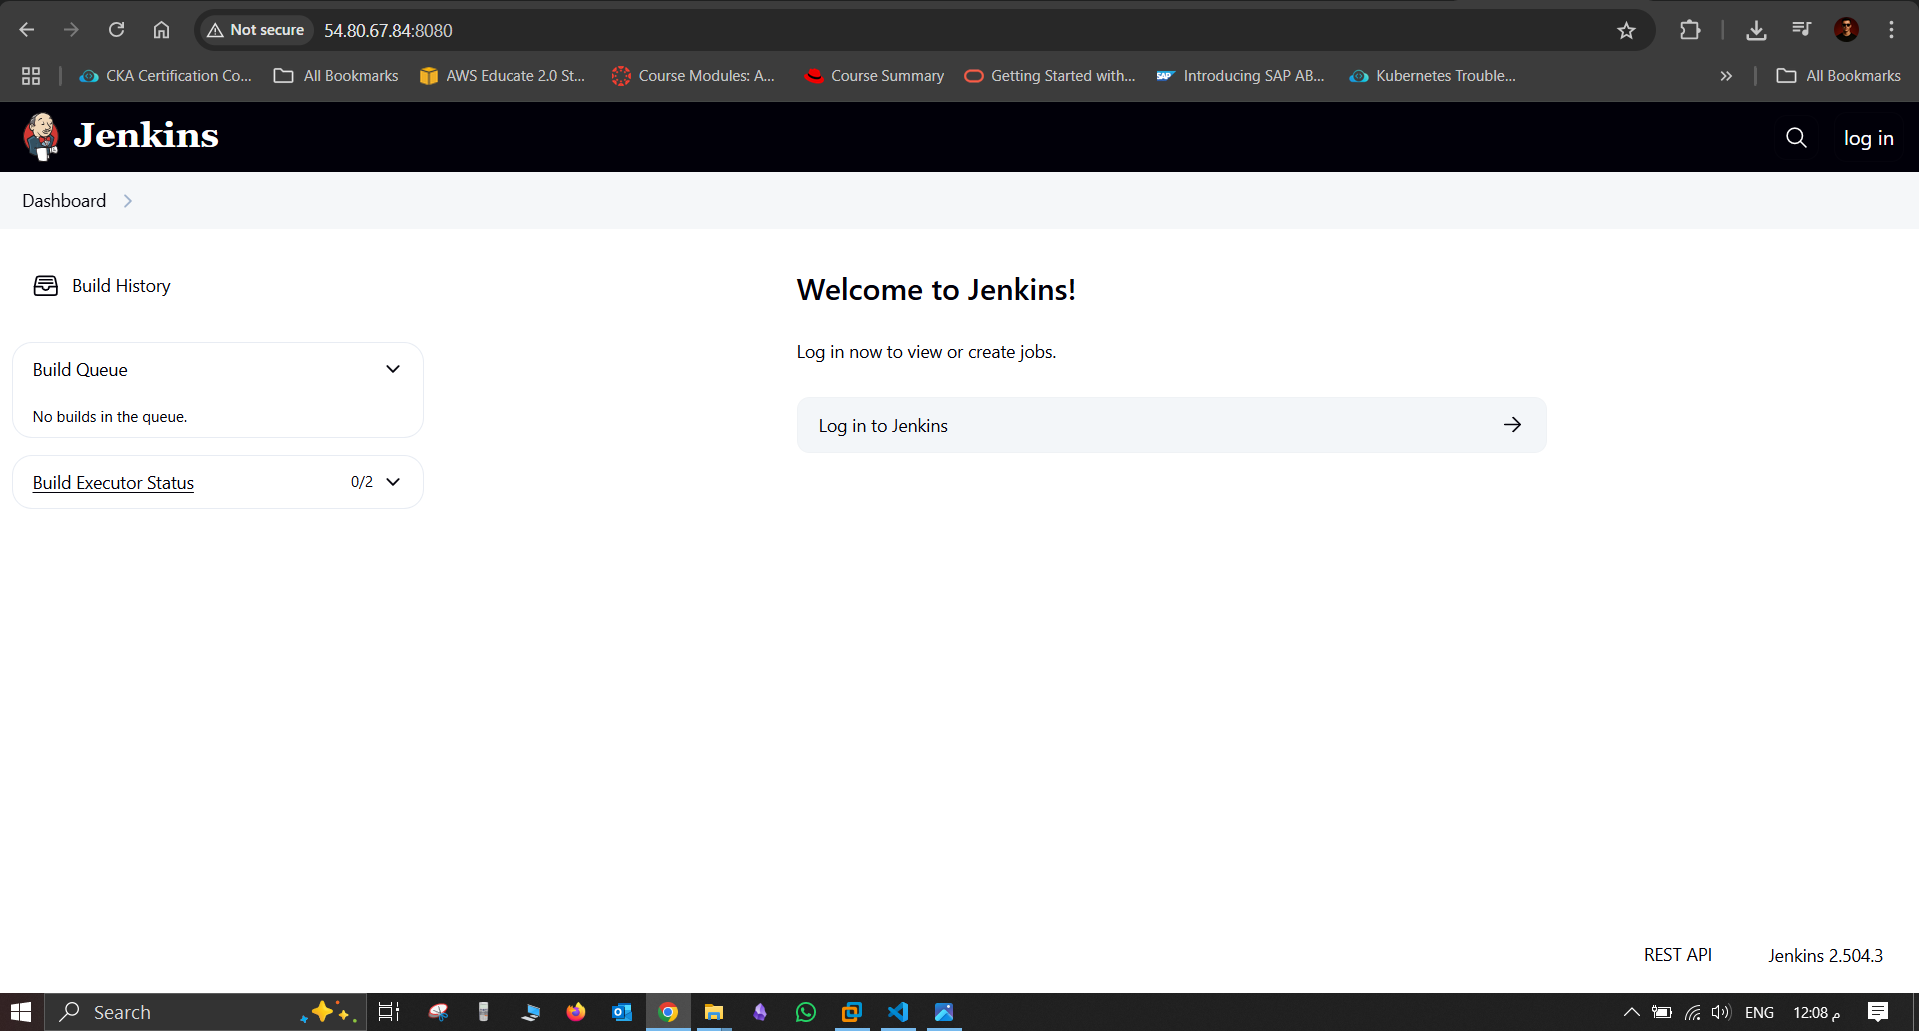 Not secure 54.80.67.84:8080
CKA Certification Co... All Bookmarks AWS Educate 2.0 St... Course Modules: A... Course Summary Getting Started with... Introducing SAP AB... Kubernetes Trouble... » All Bookmarks
Jenkins log in
Dashboard
Build History
Build Queue
No builds in the queue.
Build Executor Status 0/2
Welcome to Jenkins!
Log in now to view or create jobs.
Log in to Jenkins
REST API Jenkins 2.504.3
Search ENG 12:08 م